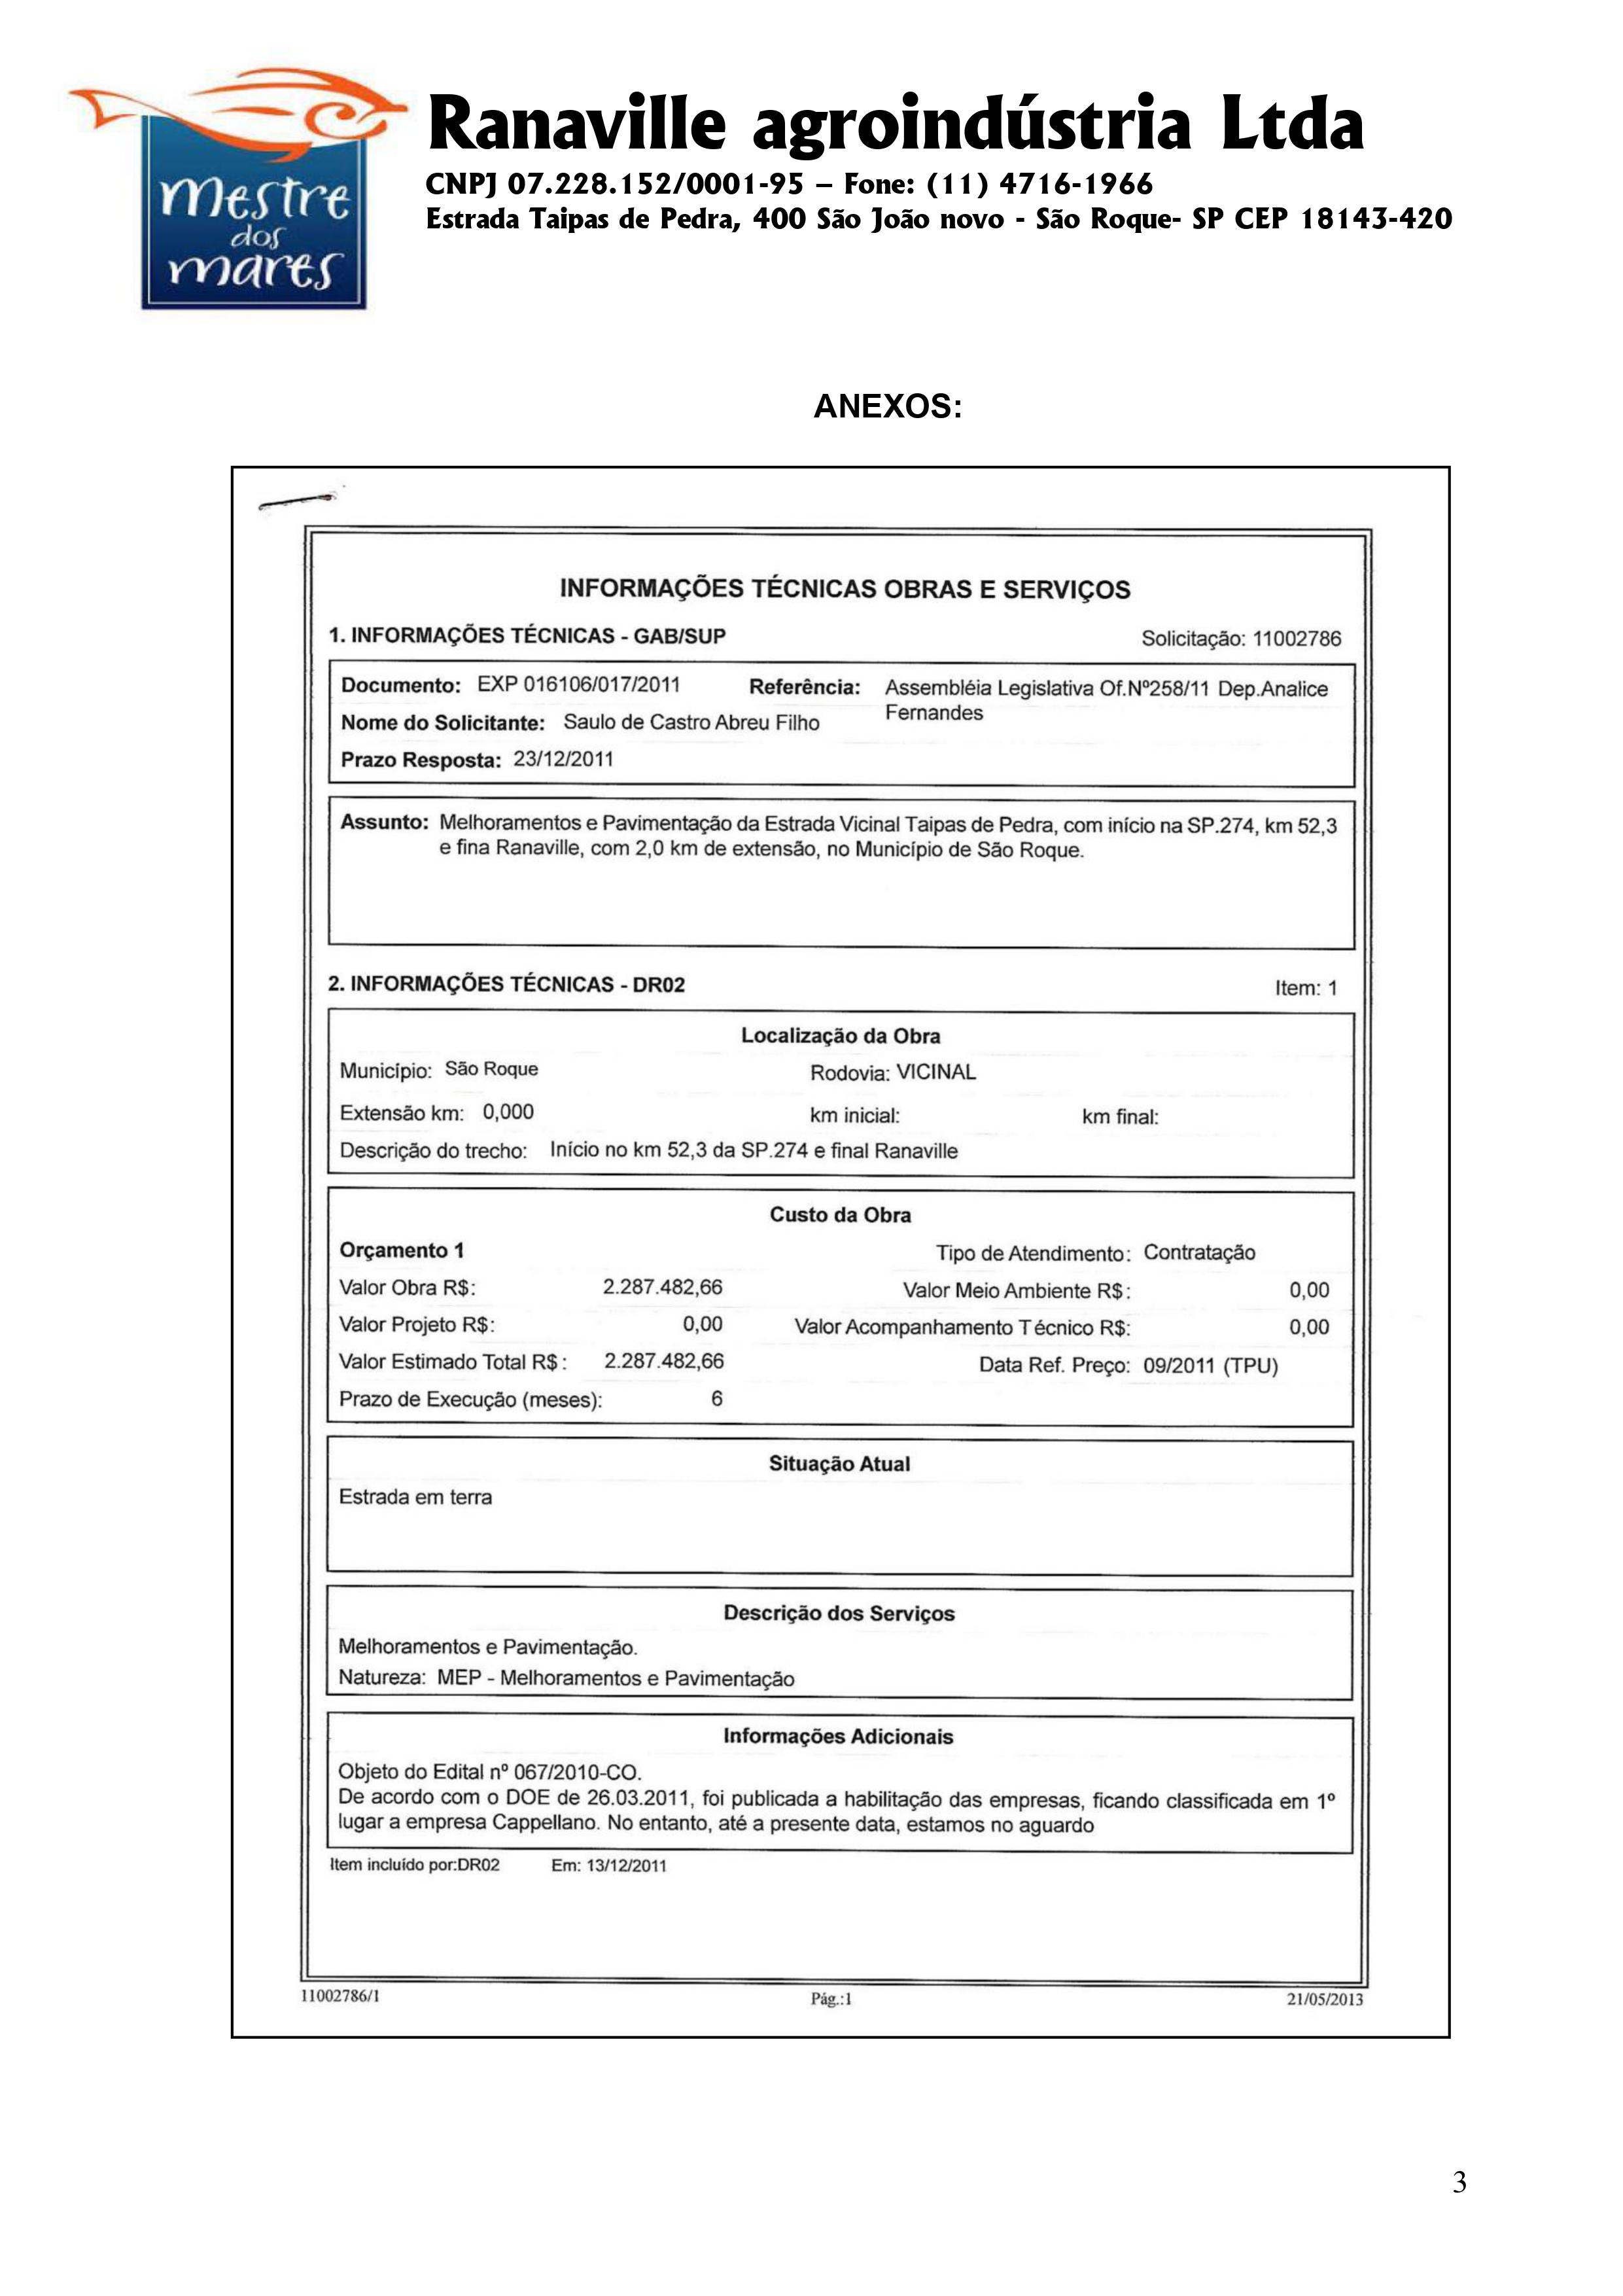 mestre
dos
mares
Ranaville agroindústria Ltda
CNPJ 07.228.152/0001-95 – Fone: (11) 4716-1966
Estrada Taipas de Pedra, 400 São João novo - São Roque- SP CEP 18143-420
ANEXOS:
INFORMAÇÕES TÉCNICAS OBRAS E SERVIÇOS
1. INFORMAÇÕES TÉCNICAS - GAB/SUP Solicitação: 11002786
Documento: EXP 016106/017/2011 Referência: Assembléia Legislativa Of.Nº258/11 Dep.Analice
Fernandes
Nome do Solicitante: Saulo de Castro Abreu Filho
Prazo Resposta: 23/12/2011
Assunto: Melhoramentos e Pavimentação da Estrada Vicinal Taipas de Pedra, com início na SP.274, km 52,3
e fina Ranaville, com 2,0 km de extensão, no Município de São Roque.
2. INFORMAÇÕES TÉCNICAS - DR02 Item: 1
Localização da Obra
Município: São Roque Rodovia: VICINAL
Extensão km: 0,000 km inicial: km final:
Descrição do trecho: Início no km 52,3 da SP.274 e final Ranaville
Custo da Obra
Orçamento 1 Tipo de Atendimento: Contratação
Valor Obra R$: 2.287.482,66 Valor Meio Ambiente R$: 0,00
Valor Projeto R$: 0,00 Valor Acompanhamento Técnico R$: 0,00
Valor Estimado Total R$: 2.287.482,66 Data Ref. Preço: 09/2011 (TPU)
Prazo de Execução (meses): 6
Situação Atual
Estrada em terra
Descrição dos Serviços
Melhoramentos e Pavimentação.
Natureza: MEP - Melhoramentos e Pavimentação
Informações Adicionais
Objeto do Edital nº 067/2010-CO.
De acordo com o DOE de 26.03.2011, foi publicada a habilitação das empresas, ficando classificada em 1º
lugar a empresa Cappellano. No entanto, até a presente data, estamos no aguardo
Item incluído por:DR02 Em: 13/12/2011
11002786/1 Pág.:1 21/05/2013
3